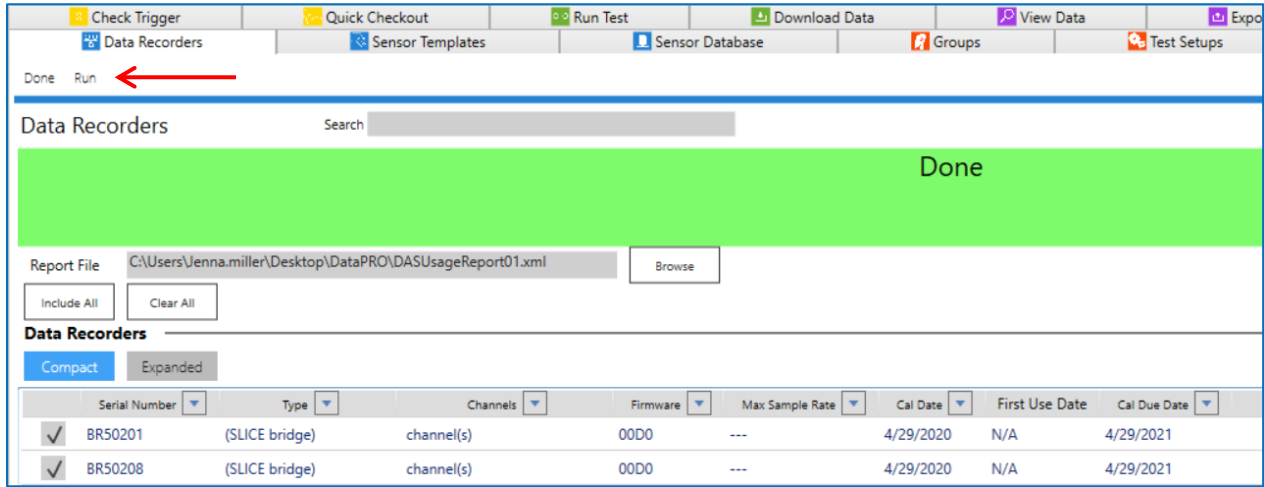 Check Trigger Quick Checkout Run Test Download Data View Data Expo
Data Recorders Sensor Templates Sensor Database Groups Test Setups
Done Run
Data Recorders Search
Done
Report File C:\Users\Jenna.miller\Desktop\DataPRO\DASUsageReport01.xml Browse
Include All Clear All
Data Recorders
Compact Expanded
Serial Number Type Channels Firmware Max Sample Rate Cal Date First Use Date Cal Due Date
BR50201 (SLICE bridge) channel(s) 00D0 --- 4/29/2020 N/A 4/29/2021
BR50208 (SLICE bridge) channel(s) 00D0 --- 4/29/2020 N/A 4/29/2021